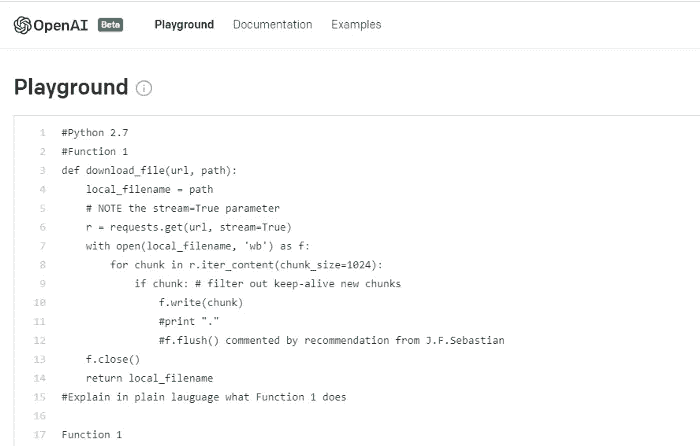 OpenAI Beta Playground Documentation Examples
Playground
1 #Python 2.7
2 #Function 1
3 def download_file(url, path):
4 local_filename = path
5 # NOTE the stream=True parameter
6 r = requests.get(url, stream=True)
7 with open(local_filename, 'wb') as f:
8 for chunk in r.iter_content(chunk_size=1024):
9 if chunk: # filter out keep-alive new chunks
10 f.write(chunk)
11 #print "."
12 #f.flush() commented by recommendation from J.F.Sebastian
13 f.close()
14 return local_filename
15 #Explain in plain lauguage what Function 1 does
16
17 Function 1